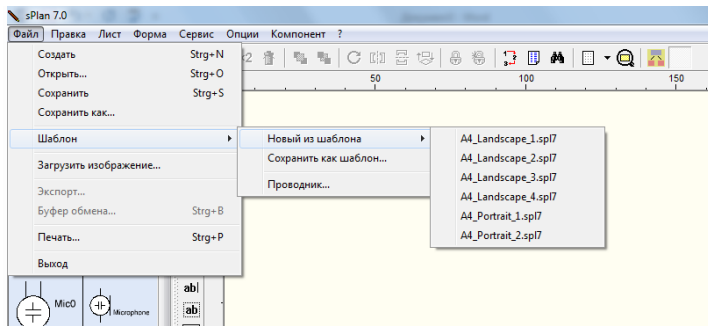 sPlan 7.0
Файл Правка Лист Форма Сервис Опции Компонент ?
Создать Strg+N
Открыть... Strg+O
Сохранить Strg+S
Сохранить как...
Шаблон
Загрузить изображение...
Экспорт...
Буфер обмена... Strg+B
Печать... Strg+P
Выход
Новый из шаблона
Сохранить как шаблон...
Проводник...
A4_Landscape_1.spl7
A4_Landscape_2.spl7
A4_Landscape_3.spl7
A4_Landscape_4.spl7
A4_Portrait_1.spl7
A4_Portrait_2.spl7
50 100 150
Mic0
Microphone
ab|
ab